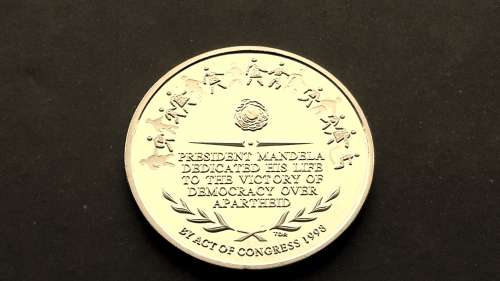 PRESIDENT MANDELA
DEDICATED HIS LIFE
TO THE VICTORY OF
DEMOCRACY OVER
APARTHEID
BY ACT OF CONGRESS 1998